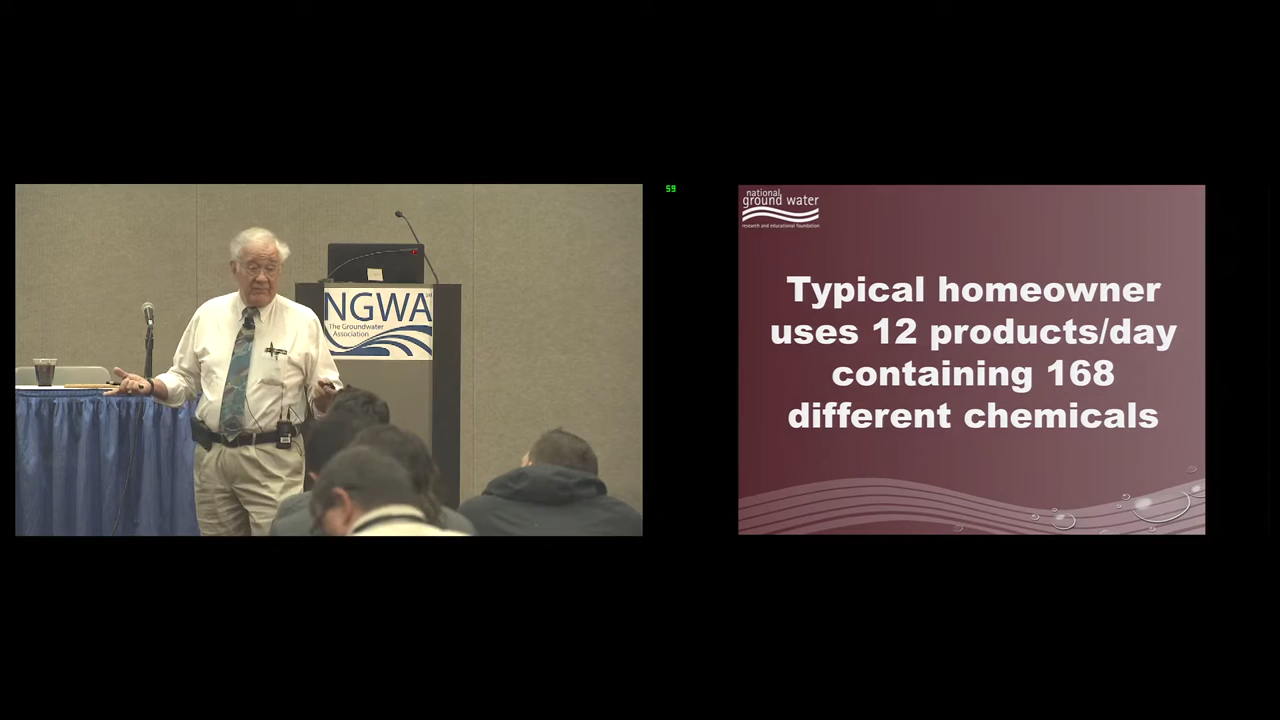 NGWA
The Groundwater
Association
59
national
ground water
research and educational foundation
Typical homeowner
uses 12 products/day
containing 168
different chemicals